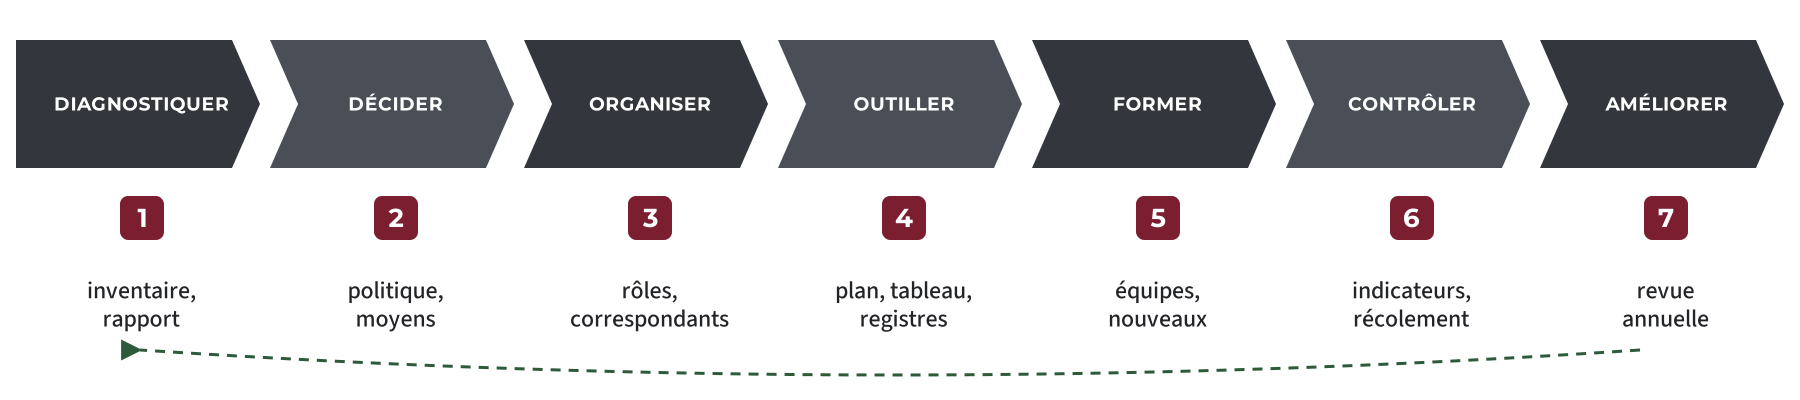 DIAGNOSTIQUER
DÉCIDER
ORGANISER
OUTILLER
FORMER
CONTRÔLER
AMÉLIORER
1
2
3
4
5
6
7
inventaire,
rapport
politique,
moyens
rôles,
correspondants
plan, tableau,
registres
équipes,
nouveaux
indicateurs,
récolement
revue
annuelle